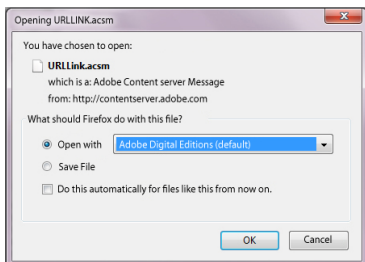 Opening URLLINK.acsm
You have chosen to open:
URLLink.acsm
which is a: Adobe Content server Message
from: http://contentserver.adobe.com
What should Firefox do with this file?
Open with Adobe Digital Editions (default)
Save File
Do this automatically for files like this from now on.
OK Cancel